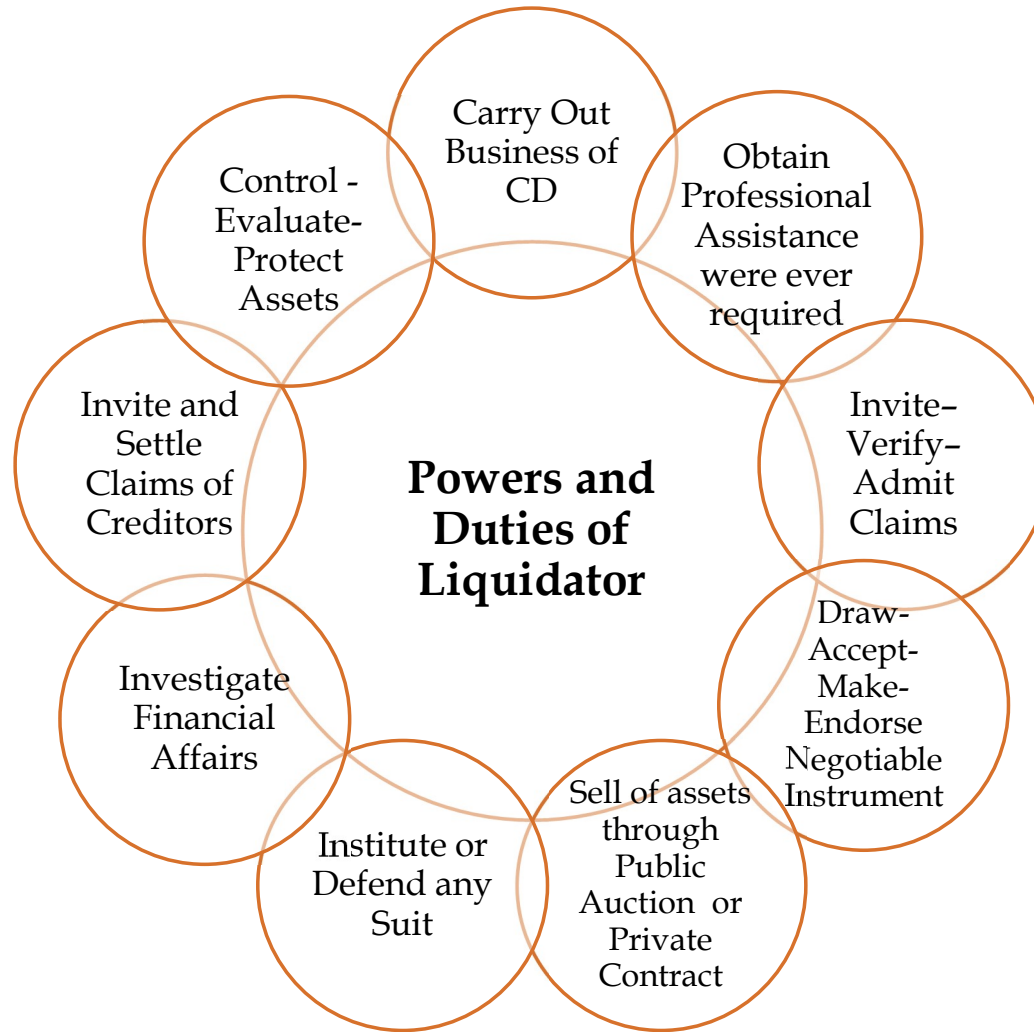 Carry Out
Business of
CD
Obtain
Professional
Assistance
were ever
required
Invite–
Verify–
Admit
Claims
Draw-
Accept-
Make-
Endorse
Negotiable
Instrument
Sell of assets
through
Public
Auction or
Private
Contract
Institute or
Defend any
Suit
Investigate
Financial
Affairs
Invite and
Settle
Claims of
Creditors
Control -
Evaluate-
Protect
Assets
Powers and
Duties of
Liquidator